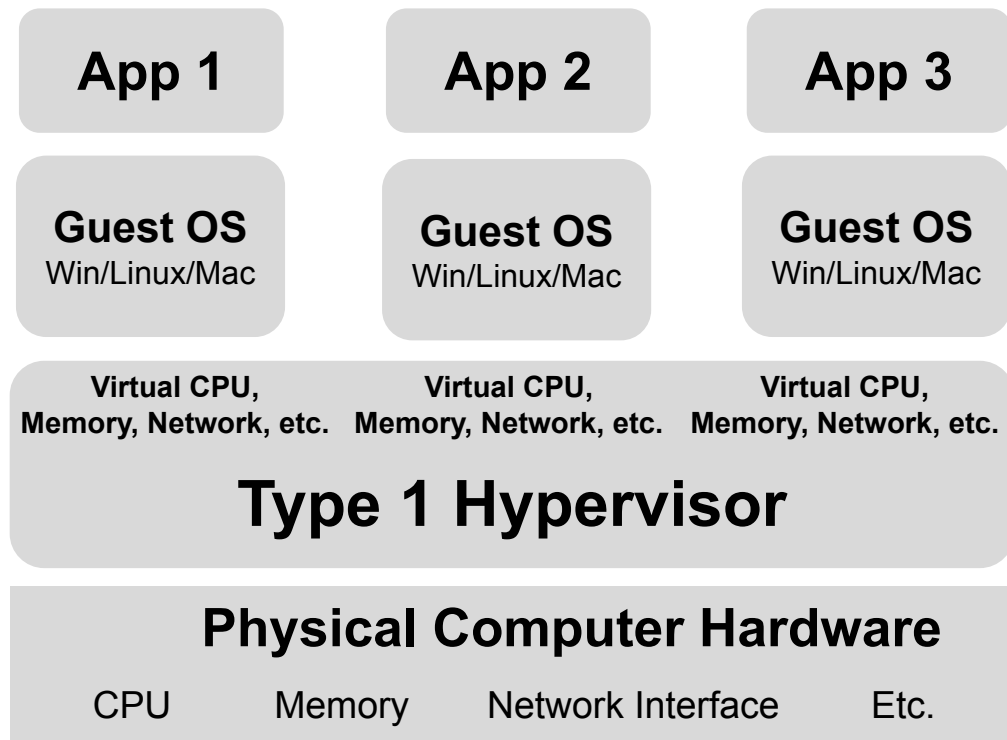 App 1 App 2 App 3
Guest OS Guest OS Guest OS
Win/Linux/Mac Win/Linux/Mac Win/Linux/Mac
Virtual CPU, Virtual CPU, Virtual CPU,
Memory, Network, etc. Memory, Network, etc. Memory, Network, etc.
Type 1 Hypervisor
Physical Computer Hardware
CPU Memory Network Interface Etc.